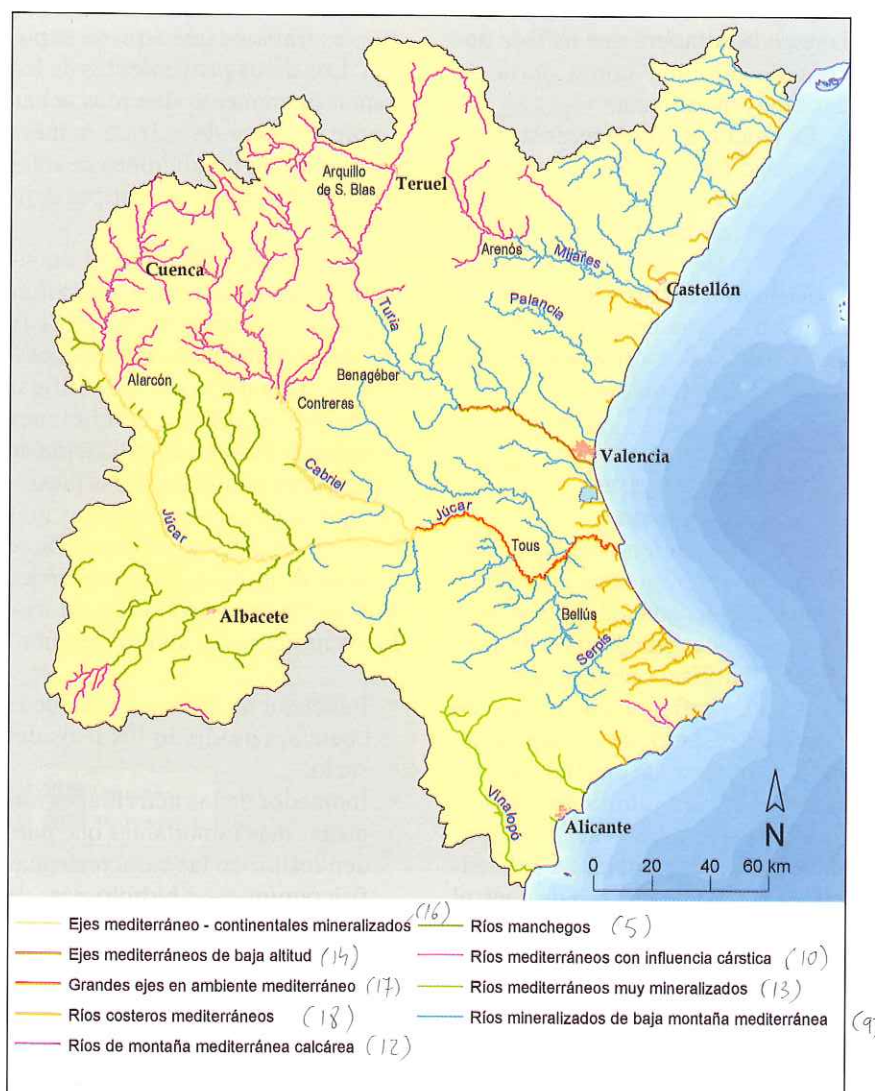 Arquillo
de S. Blas
Teruel
Cuenca
Arenós
Mijares
Castellón
Palancia
Turia
Alarcón
Benagéber
Contreras
Valencia
Cabriel
Júcar
Júcar
Tous
Albacete
Bellús
Serpis
Vinalopó
Alicante
N
0 20 40 60 km
Ejes mediterráneo - continentales mineralizados (16)
Ejes mediterráneos de baja altitud (14)
Grandes ejes en ambiente mediterráneo (17)
Ríos costeros mediterráneos (18)
Ríos de montaña mediterránea calcárea (12)
Ríos manchegos (5)
Ríos mediterráneos con influencia cárstica (10)
Ríos mediterráneos muy mineralizados (13)
Ríos mineralizados de baja montaña mediterránea (9)